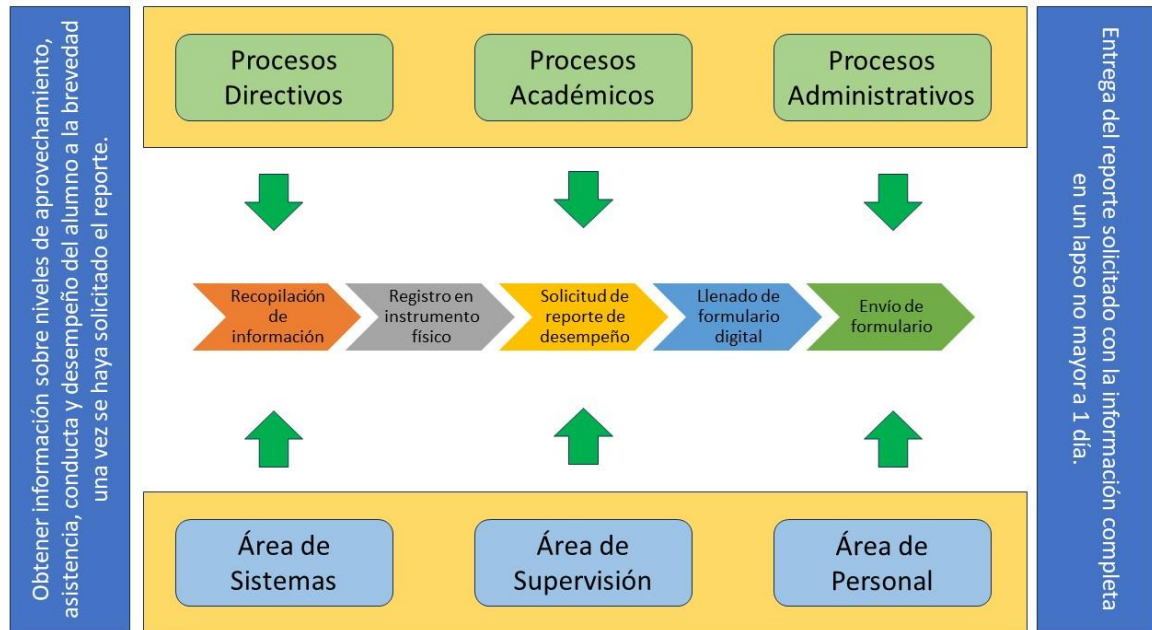 Obtener información sobre niveles de aprovechamiento,
asistencia, conducta y desempeño del alumno a la brevedad
una vez se haya solicitado el reporte.
Procesos
Directivos
Procesos
Académicos
Procesos
Administrativos
Recopilación
de
información
Registro en
instrumento
físico
Solicitud de
reporte de
desempeño
Llenado de
formulario
digital
Envío de
formulario
Área de
Sistemas
Área de
Supervisión
Área de
Personal
Entrega del reporte solicitado con la información completa
en un lapso no mayor a 1 día.